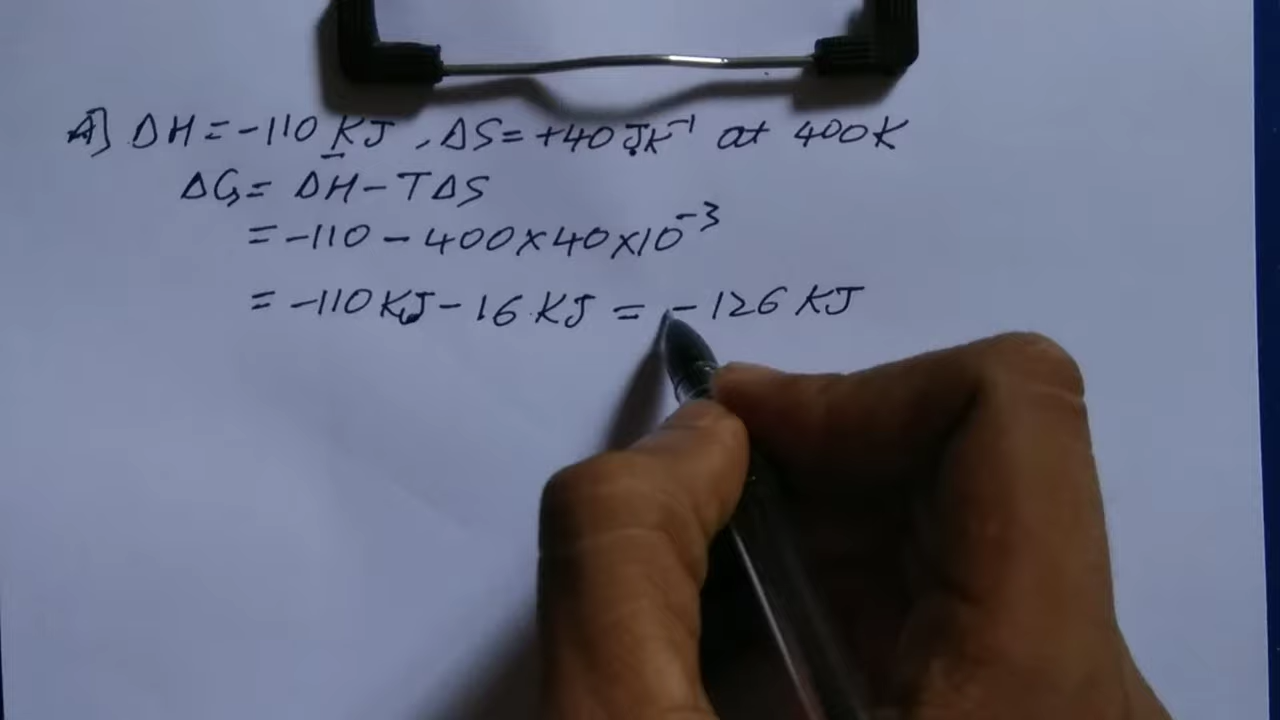 A] ΔH = -110 KJ, ΔS = +40 JK⁻¹ at 400K
ΔG = ΔH - TΔS
= -110 - 400×40×10⁻³
= -110 KJ - 16 KJ = -126 KJ